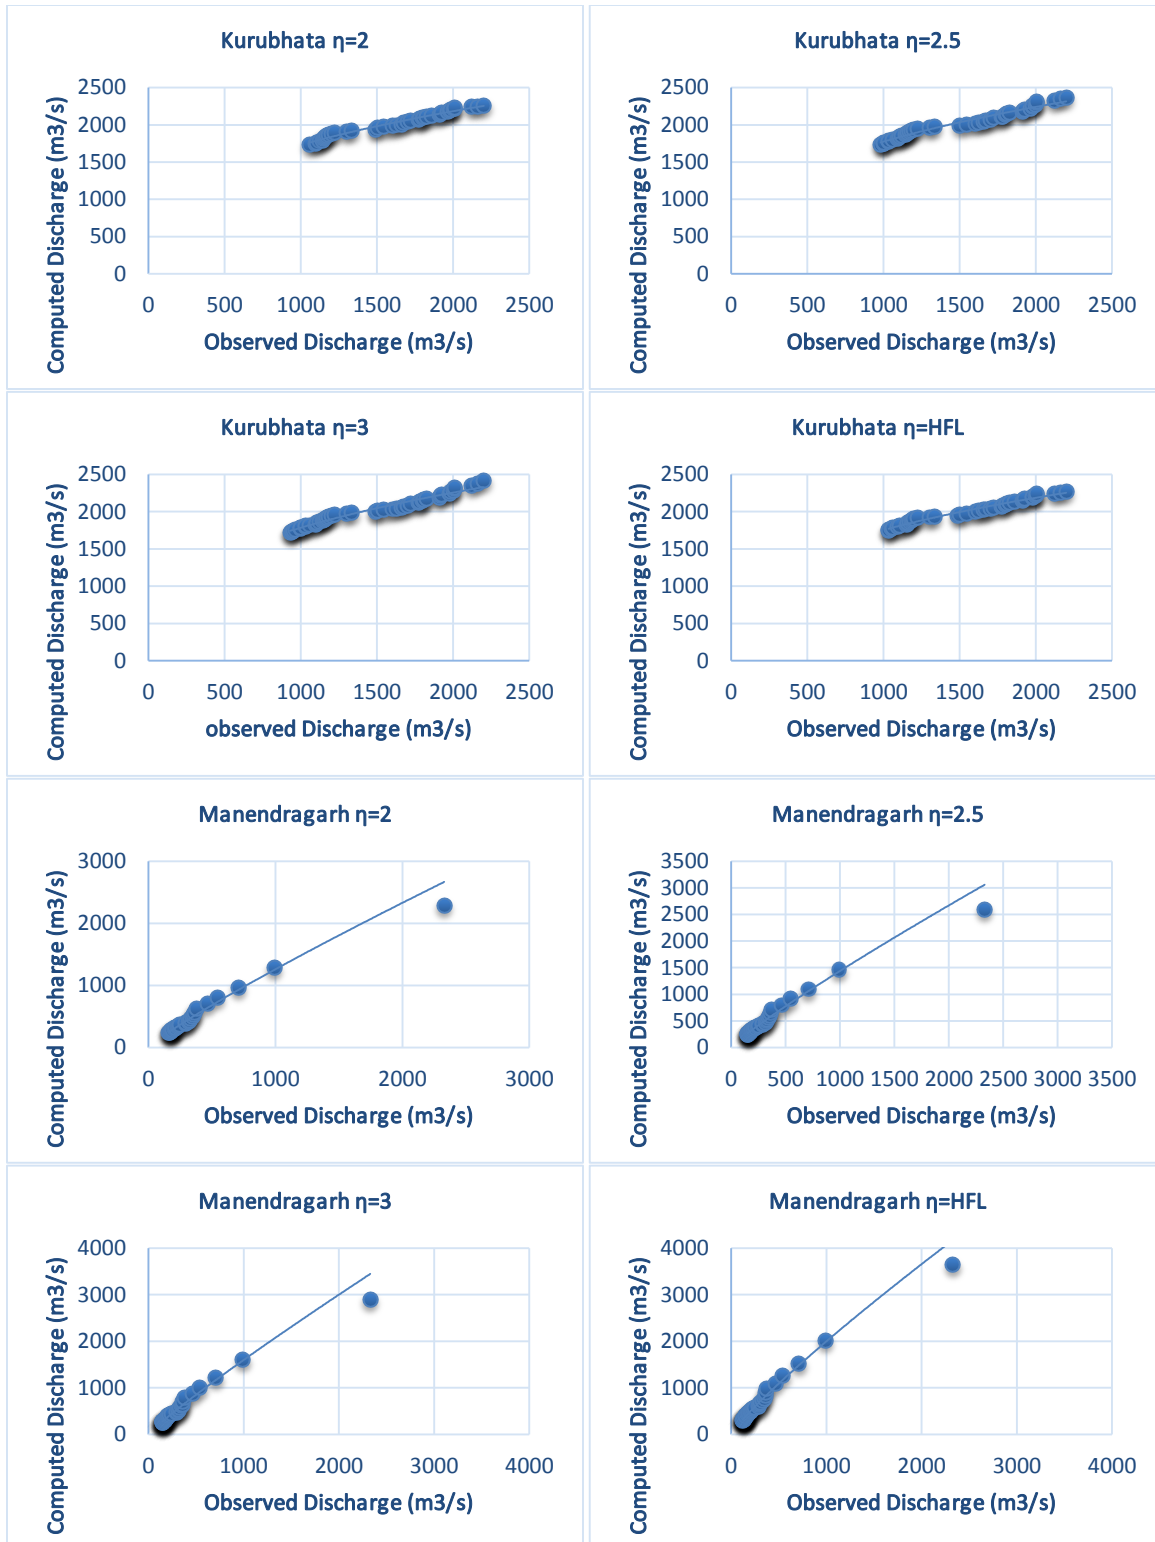 Kurubhata η=2
Computed Discharge (m3/s)
2500
2000
1500
1000
500
0
0 500 1000 1500 2000 2500
Observed Discharge (m3/s)
Kurubhata η=2.5
Computed Discharge (m3/s)
2500
2000
1500
1000
500
0
0 500 1000 1500 2000 2500
Observed Discharge (m3/s)
Kurubhata η=3
Computed Discharge (m3/s)
2500
2000
1500
1000
500
0
0 500 1000 1500 2000 2500
observed Discharge (m3/s)
Kurubhata η=HFL
Computed Discharge (m3/s)
2500
2000
1500
1000
500
0
0 500 1000 1500 2000 2500
Observed Discharge (m3/s)
Manendragarh η=2
Computed Discharge (m3/s)
3000
2000
1000
0
0 1000 2000 3000
Observed Discharge (m3/s)
Manendragarh η=2.5
Computed Discharge (m3/s)
3500
3000
2500
2000
1500
1000
500
0
0 500 1000 1500 2000 2500 3000 3500
Observed Discharge (m3/s)
Manendragarh η=3
Computed Discharge (m3/s)
4000
3000
2000
1000
0
0 1000 2000 3000 4000
Observed Discharge (m3/s)
Manendragarh η=HFL
Computed Discharge (m3/s)
4000
3000
2000
1000
0
0 1000 2000 3000 4000
Observed Discharge (m3/s)